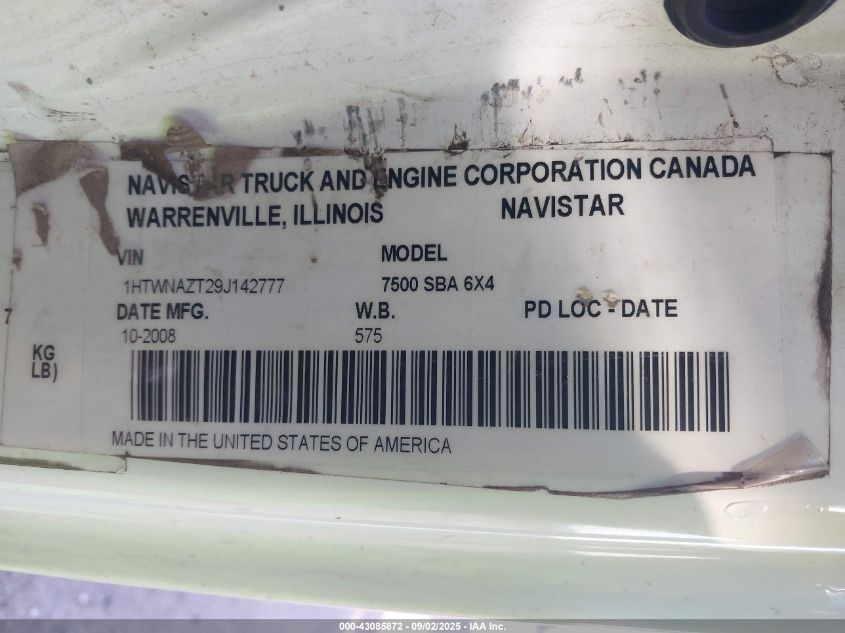 NAVISTAR TRUCK AND ENGINE CORPORATION CANADA
WARRENVILLE, ILLINOIS NAVISTAR
VIN MODEL
1HTWNAZT29J142777 7500 SBA 6X4
DATE MFG. W.B. PD LOC - DATE
10-2008 575
7
KG
LB)
MADE IN THE UNITED STATES OF AMERICA
000-43085872 - 09/02/2025 - IAA Inc.